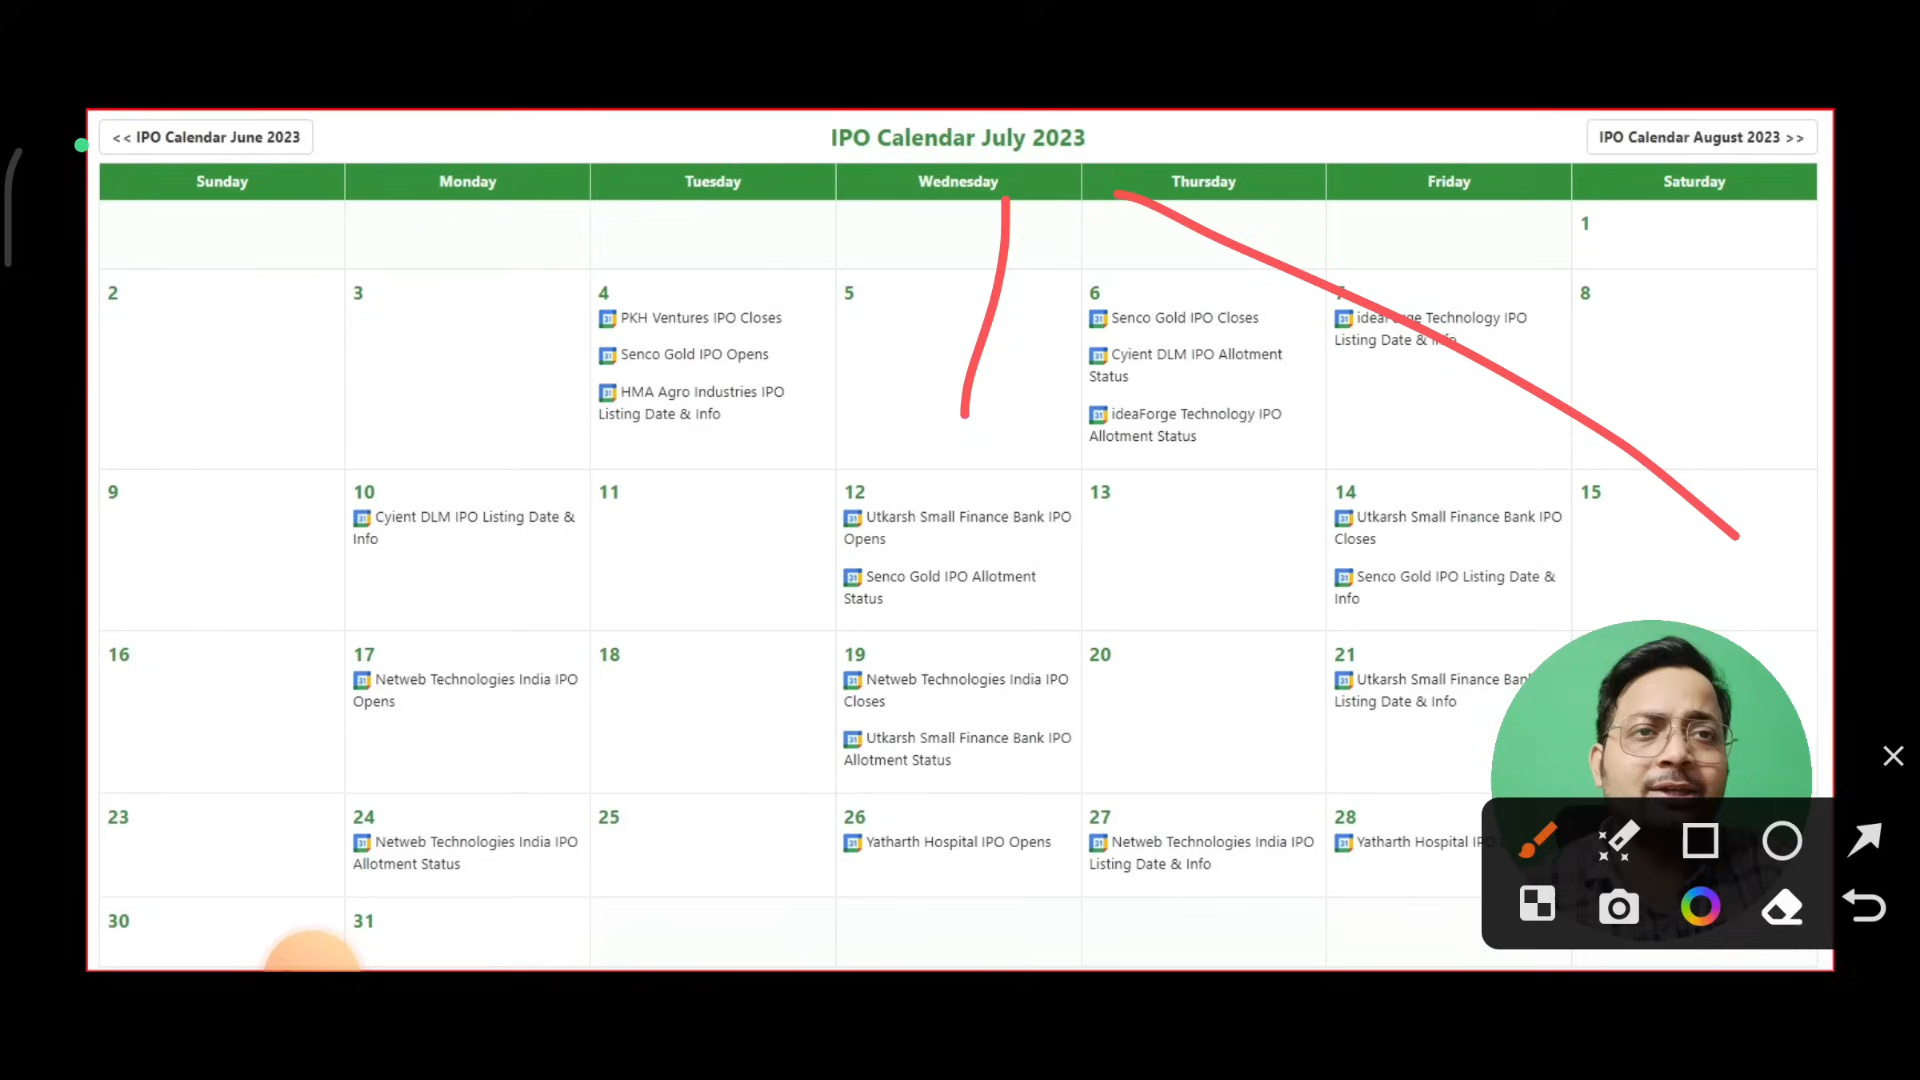 << IPO Calendar June 2023
IPO Calendar July 2023
IPO Calendar August 2023 >>
Sunday Monday Tuesday Wednesday Thursday Friday Saturday
1
2
3
4
PKH Ventures IPO Closes
Senco Gold IPO Opens
HMA Agro Industries IPO
Listing Date & Info
5
6
Senco Gold IPO Closes
Cyient DLM IPO Allotment
Status
ideaForge Technology IPO
Allotment Status
7
ideaForge Technology IPO
Listing Date & Info
8
9
10
Cyient DLM IPO Listing Date &
Info
11
12
Utkarsh Small Finance Bank IPO
Opens
Senco Gold IPO Allotment
Status
13
14
Utkarsh Small Finance Bank IPO
Closes
Senco Gold IPO Listing Date &
Info
15
16
17
Netweb Technologies India IPO
Opens
18
19
Netweb Technologies India IPO
Closes
Utkarsh Small Finance Bank IPO
Allotment Status
20
21
Utkarsh Small Finance Bank
Listing Date & Info
23
24
Netweb Technologies India IPO
Allotment Status
25
26
Yatharth Hospital IPO Opens
27
Netweb Technologies India IPO
Listing Date & Info
28
Yatharth Hospital
30
31